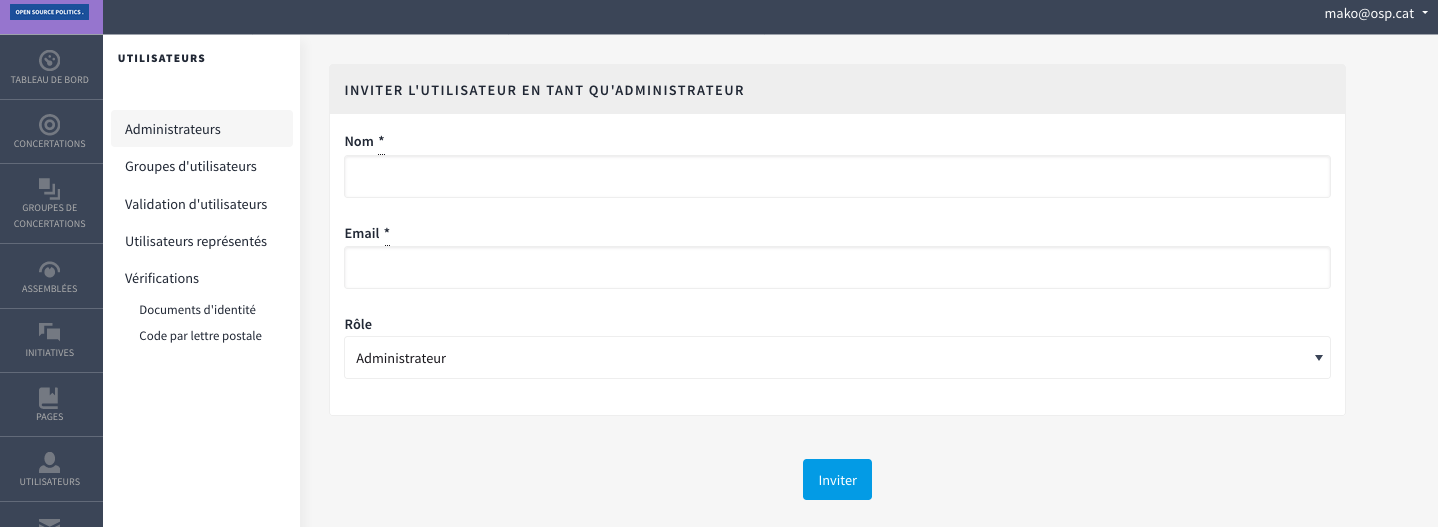 OPEN SOURCE POLITICS .
mako@osp.cat
TABLEAU DE BORD
CONCERTATIONS
GROUPES DE
CONCERTATIONS
ASSEMBLÉES
INITIATIVES
PAGES
UTILISATEURS
UTILISATEURS
Administrateurs
Groupes d'utilisateurs
Validation d'utilisateurs
Utilisateurs représentés
Vérifications
Documents d'identité
Code par lettre postale
INVITER L'UTILISATEUR EN TANT QU'ADMINISTRATEUR
Nom *
Email *
Rôle
Administrateur
Inviter